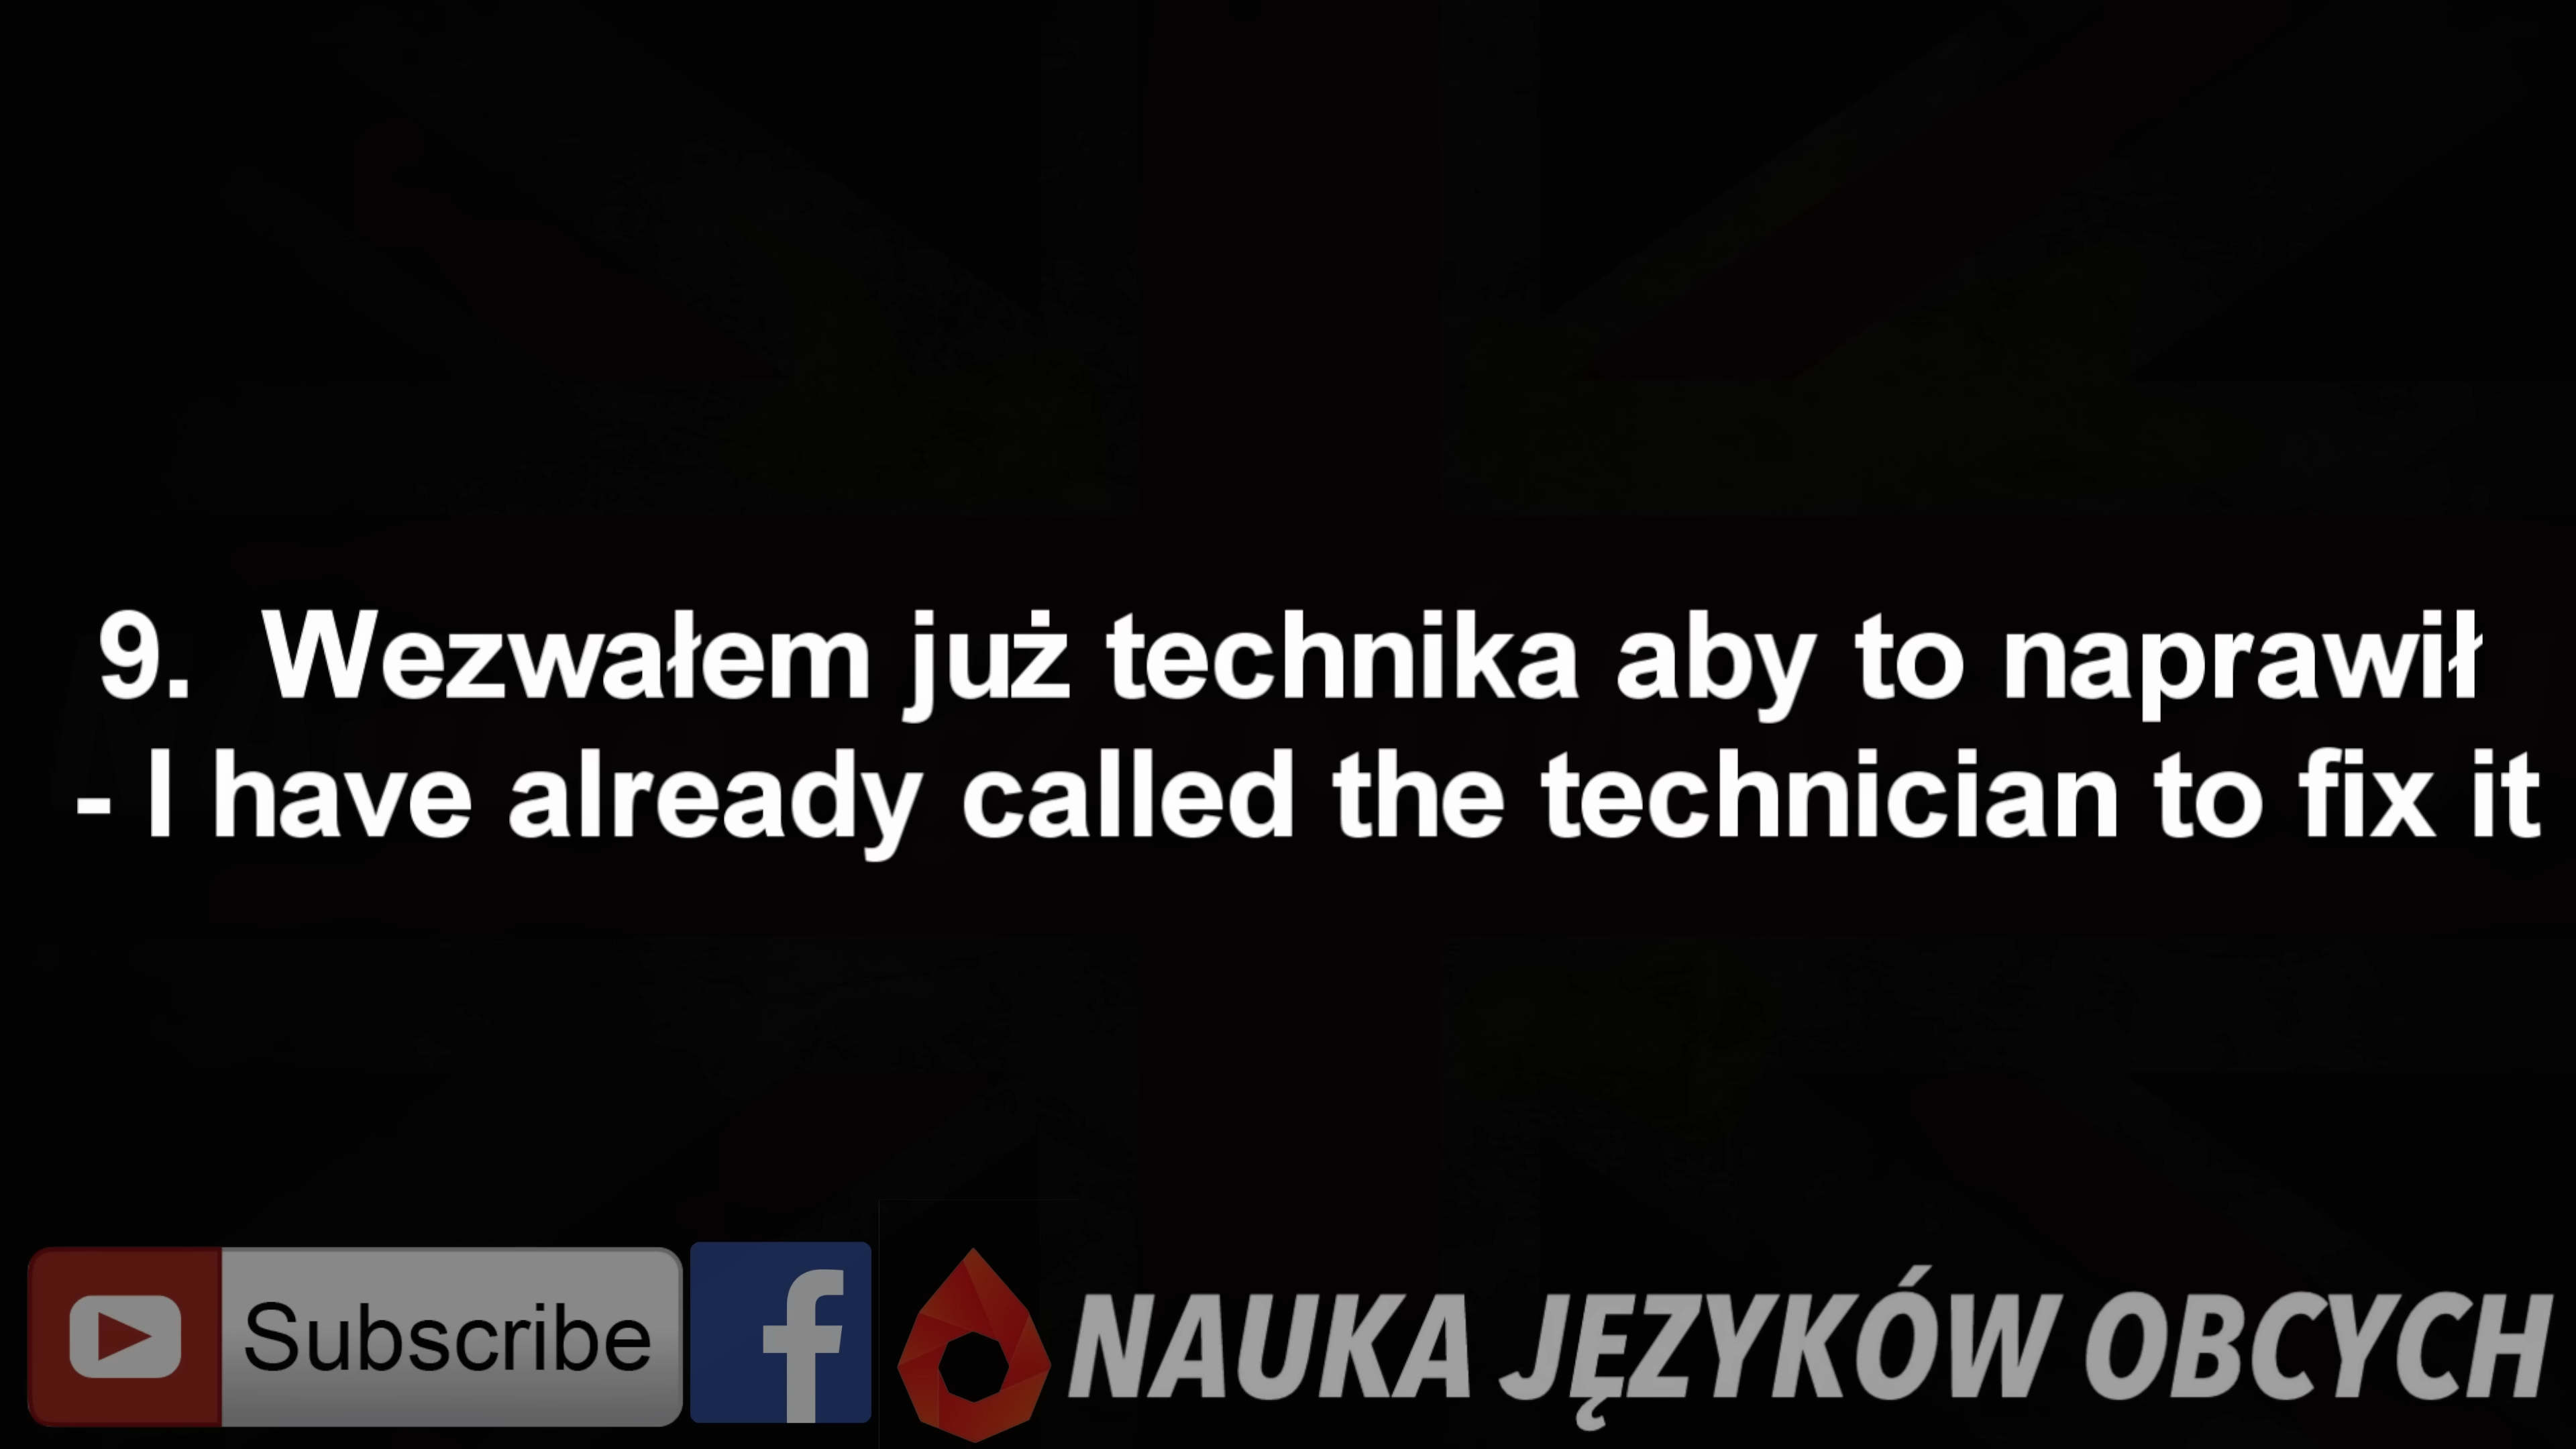 9. Wezwałem już technika aby to naprawił
- I have already called the technician to fix it
Subscribe
NAUKA JĘZYKÓW OBCYCH